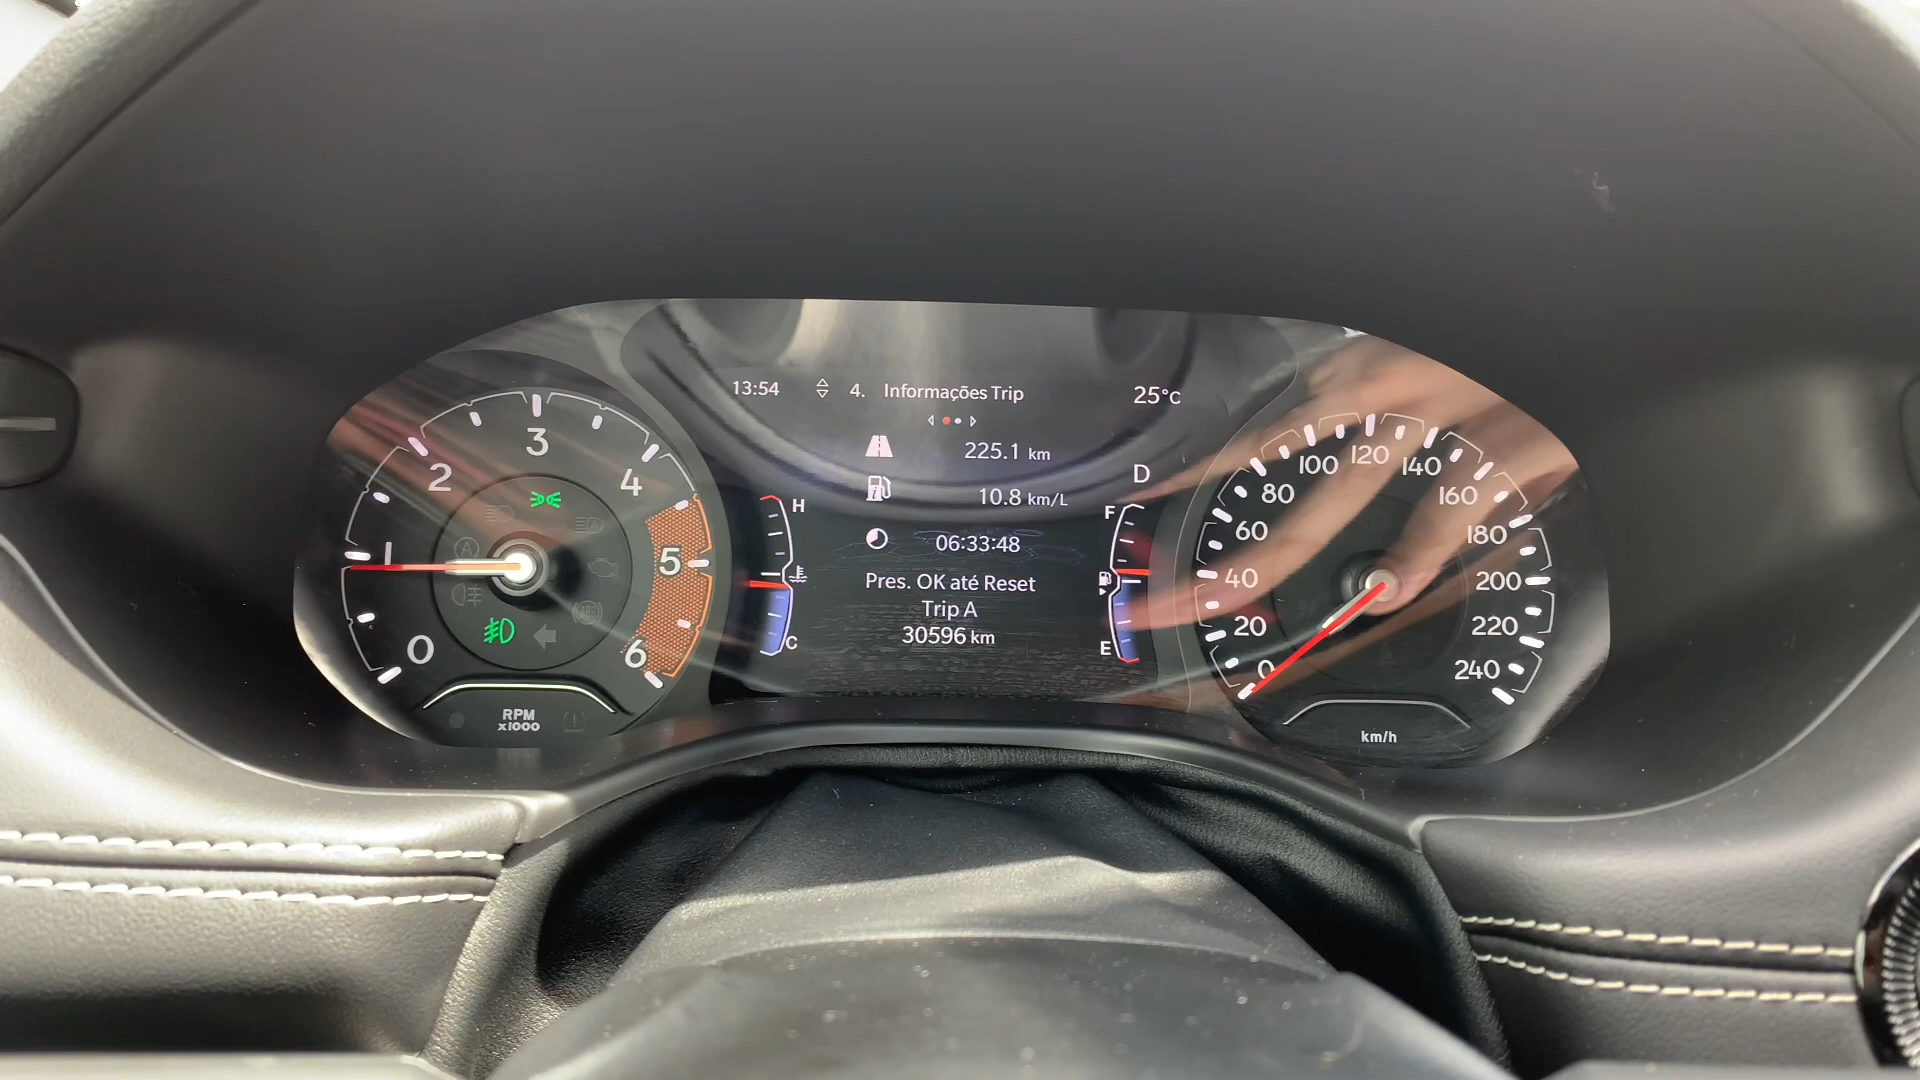 13:54 4. Informações Trip 25°C
225.1 km
D
10.8 km/L
06:33:48
Pres. OK até Reset
Trip A
30596 km
H
C
F
E
0
1
2
3
4
5
6
RPM
x1000
0
20
40
60
80
100
120
140
160
180
200
220
240
km/h